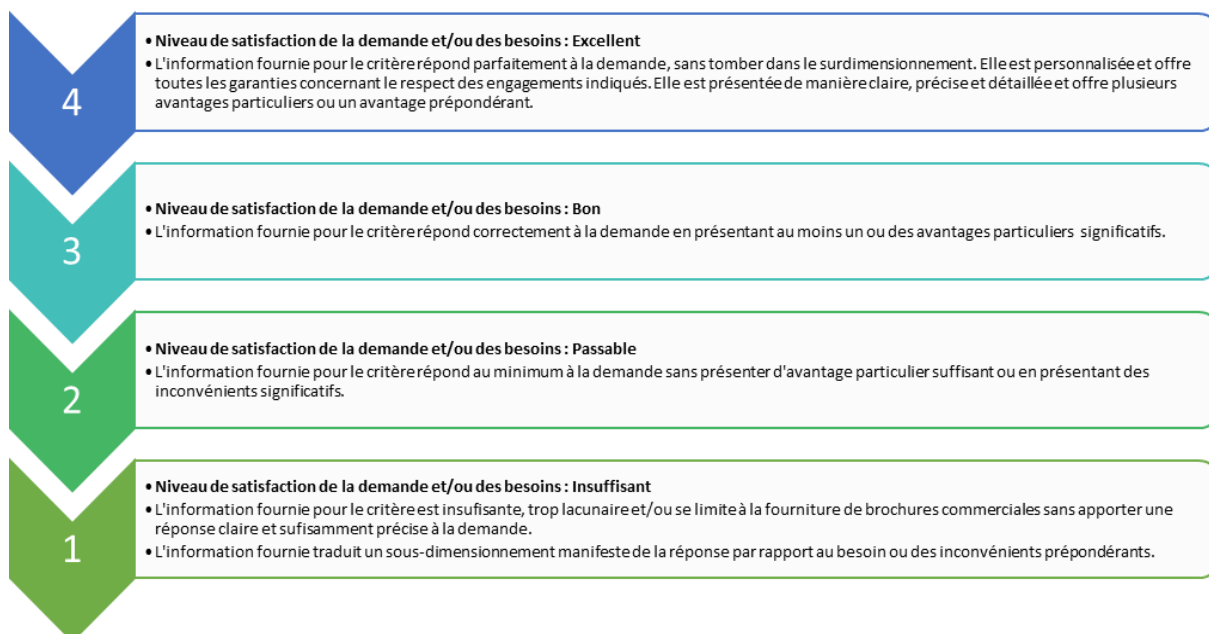 4
• Niveau de satisfaction de la demande et/ou des besoins : Excellent
• L'information fournie pour le critère répond parfaitement à la demande, sans tomber dans le surdimensionnement. Elle est personnalisée et offre
toutes les garanties concernant le respect des engagements indiqués. Elle est présentée de manière claire, précise et détaillée et offre plusieurs
avantages particuliers ou un avantage prépondérant.
3
• Niveau de satisfaction de la demande et/ou des besoins : Bon
• L'information fournie pour le critère répond correctement à la demande en présentant au moins un ou des avantages particuliers significatifs.
2
• Niveau de satisfaction de la demande et/ou des besoins : Passable
• L'information fournie pour le critère répond au minimum à la demande sans présenter d'avantage particulier suffisant ou en présentant des
inconvénients significatifs.
1
• Niveau de satisfaction de la demande et/ou des besoins : Insuffisant
• L'information fournie pour le critère est insufisante, trop lacunaire et/ou se limite à la fourniture de brochures commerciales sans apporter une
réponse claire et sufisamment précise à la demande.
• L'information fournie traduit un sous-dimensionnement manifeste de la réponse par rapport au besoin ou des inconvénients prépondérants.